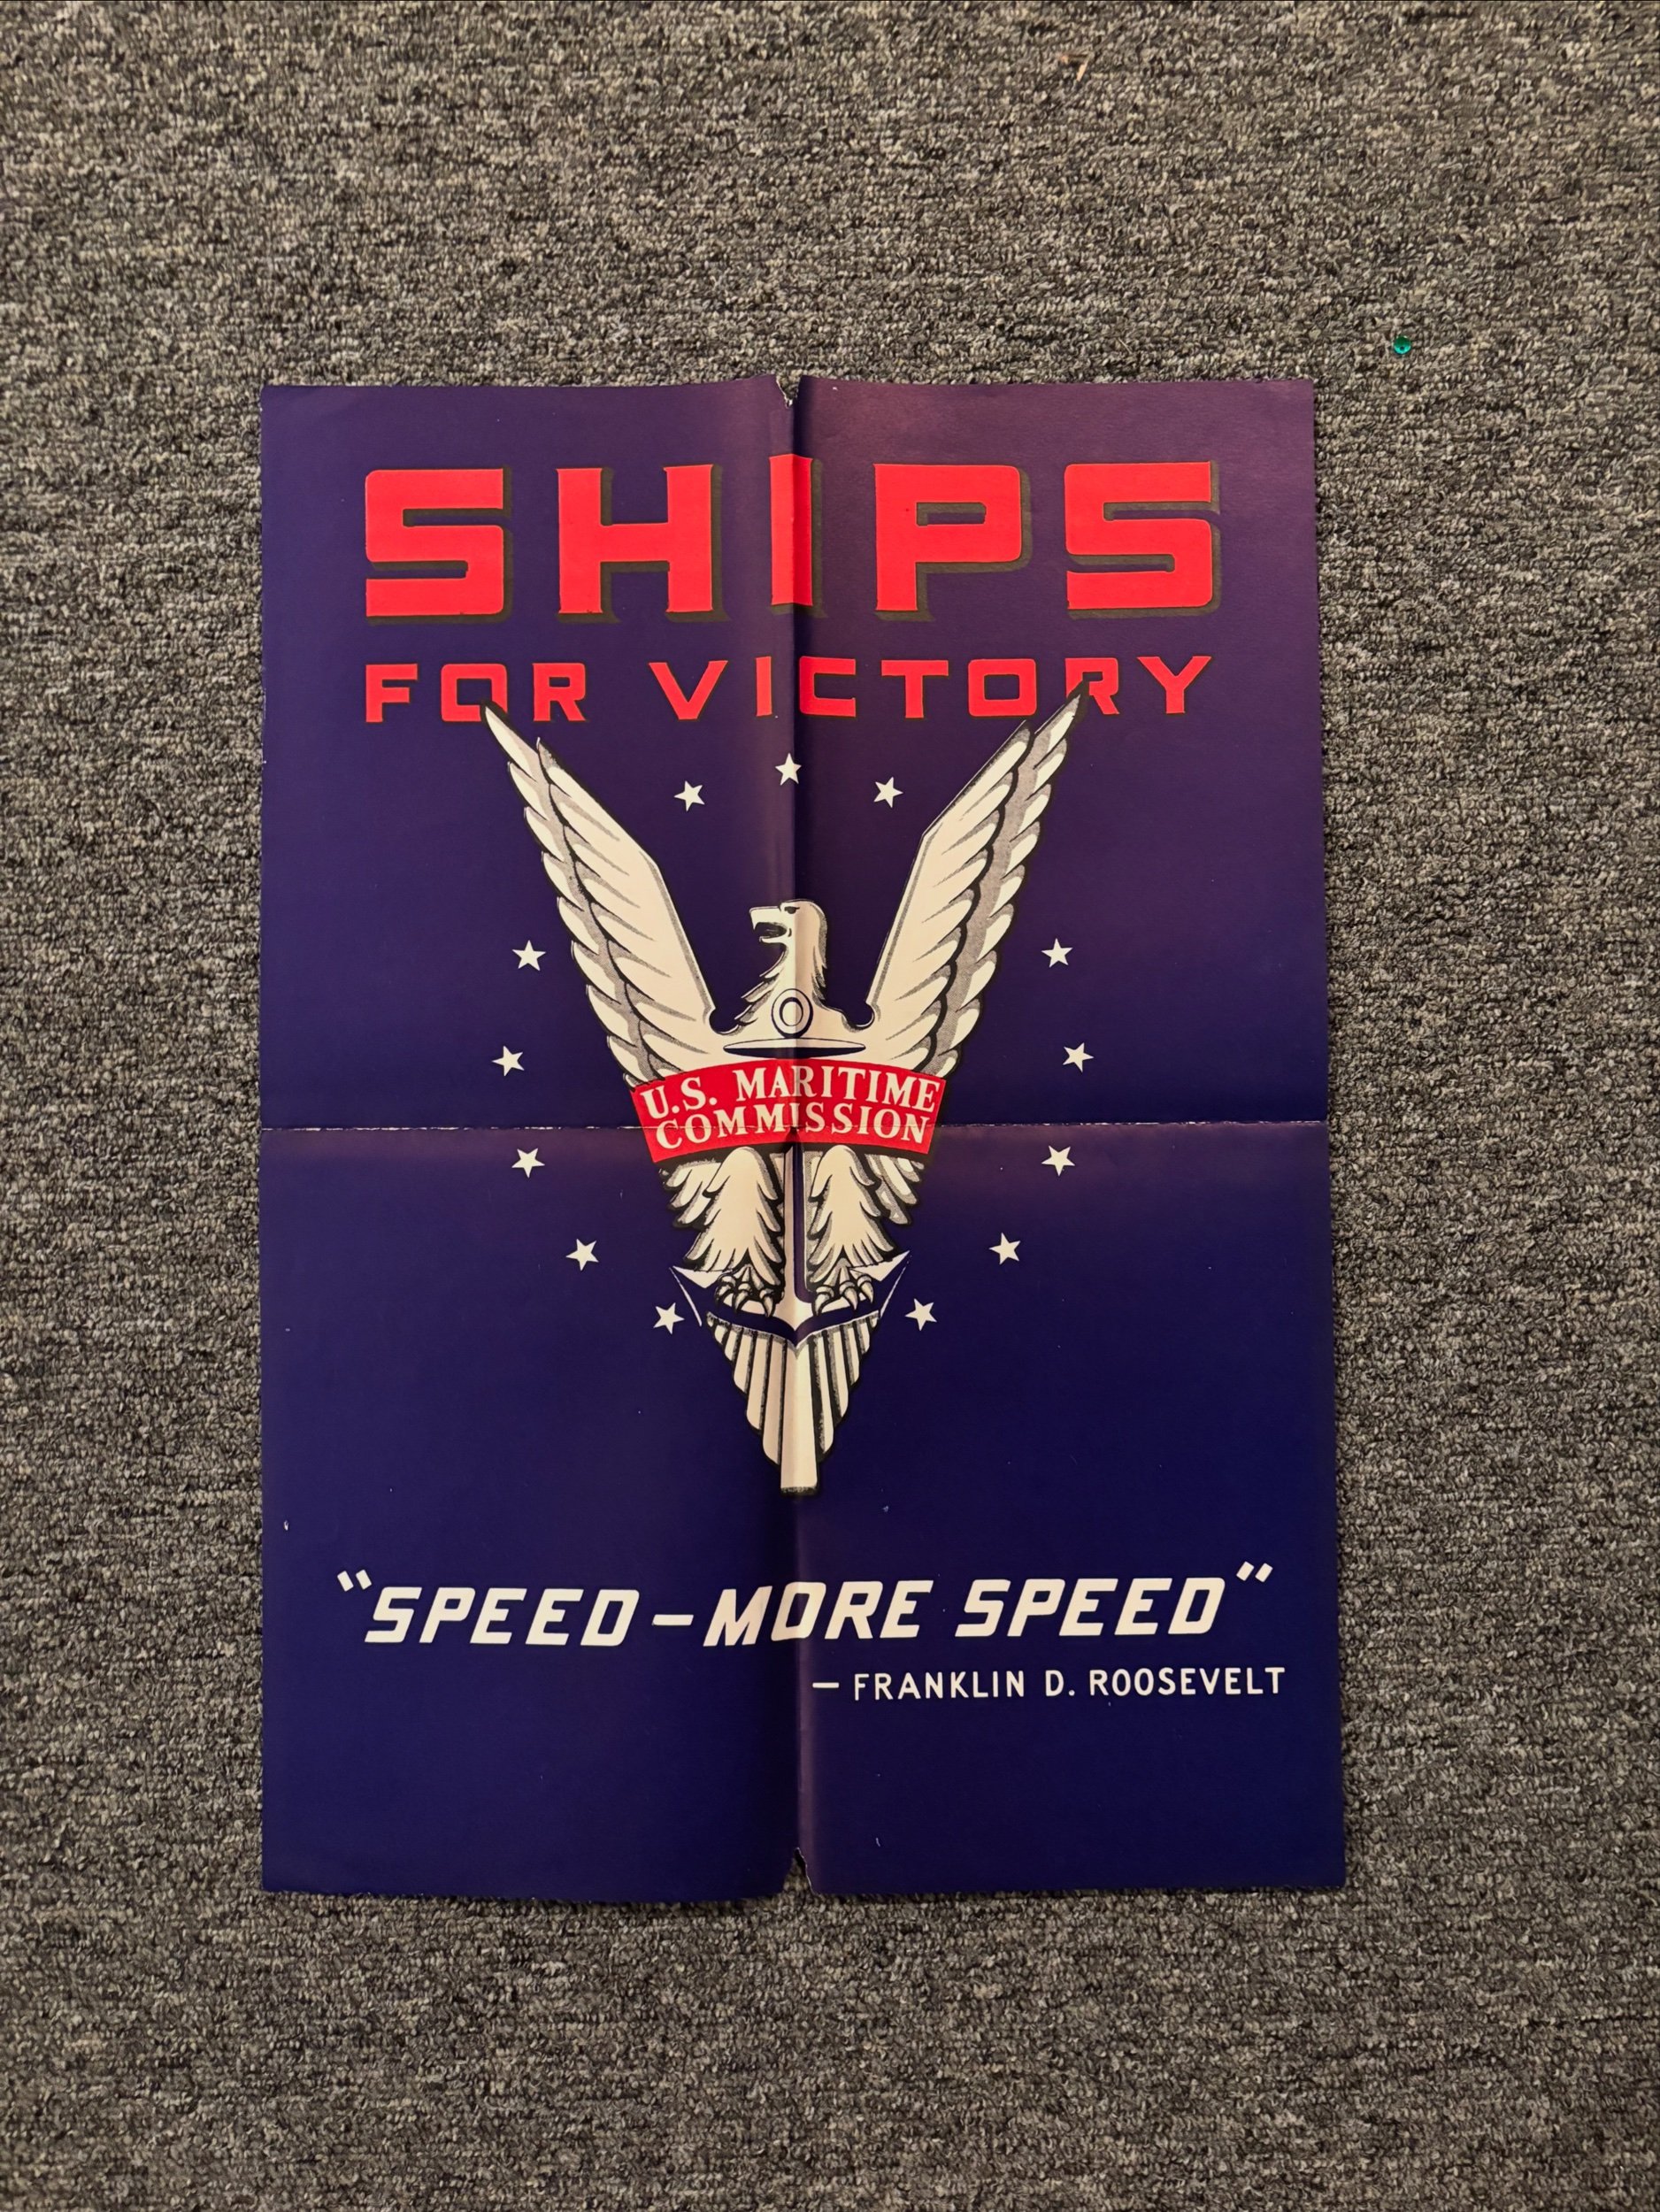 SHIPS
FOR VICTORY
U.S. MARITIME
COMMISSION
"SPEED—MORE SPEED"
— FRANKLIN D. ROOSEVELT